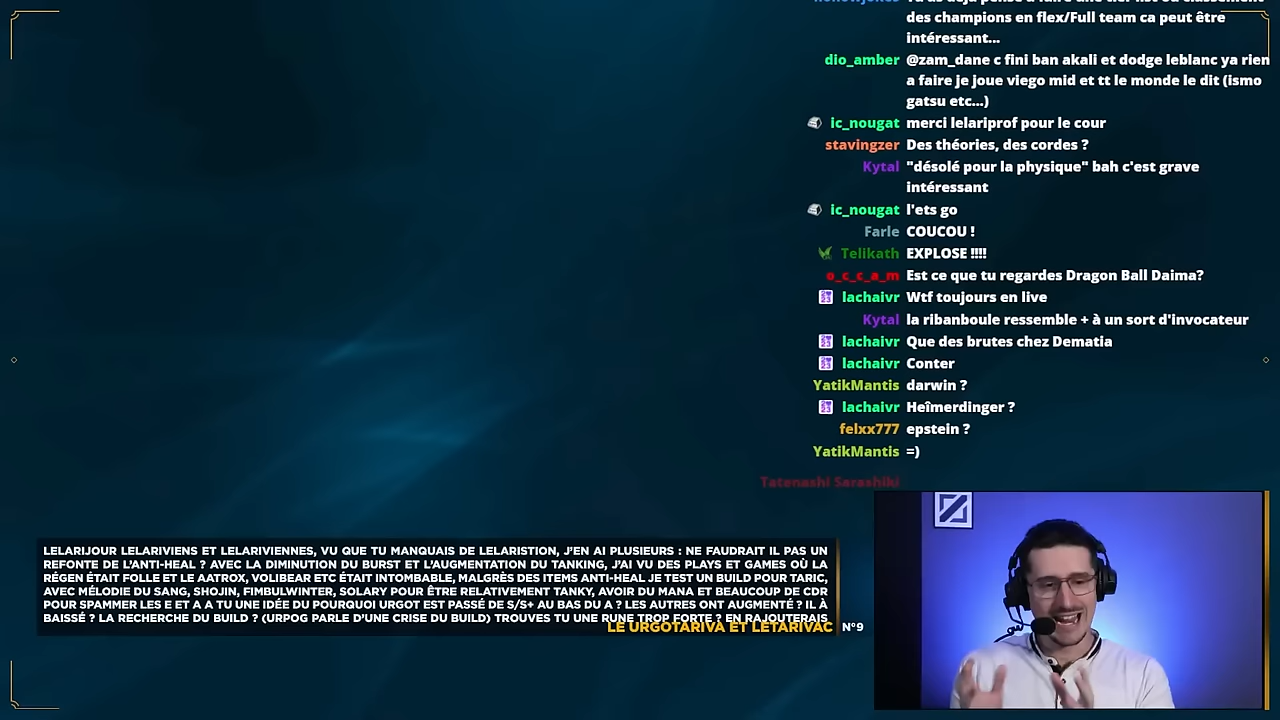 des champions en flex/Full team ca peut être
intéressant...
dio_amber @zam_dane c fini ban akali et dodge leblanc ya rien
a faire je joue viego mid et tt le monde le dit (ismo
gatsu etc...)
ic_nougat merci lelariprof pour le cour
stavingzer Des théories, des cordes ?
Kytal "désolé pour la physique" bah c'est grave
intéressant
ic_nougat l'ets go
Farle COUCOU !
Telikath EXPLOSE !!!!
o_c_c_a_m Est ce que tu regardes Dragon Ball Daima?
lachaivr Wtf toujours en live
Kytal la ribanboule ressemble + à un sort d'invocateur
lachaivr Que des brutes chez Dematia
lachaivr Conter
YatikMantis darwin ?
lachaivr Heîmerdinger ?
felxx777 epstein ?
YatikMantis =)
Tatenashi Sarashiki
LELARIJOUR LELARIVIENS ET LELARIVIENNES, VU QUE TU MANQUAIS DE LELARISTION, J'EN AI PLUSIEURS : NE FAUDRAIT IL PAS UN
REFONTE DE L'ANTI-HEAL ? AVEC LA DIMINUTION DU BURST ET L'AUGMENTATION DU TANKING, J'AI VU DES PLAYS ET GAMES OÙ LA
RÉGEN ÉTAIT FOLLE ET LE AATROX, VOLIBEAR ETC ÉTAIT INTOMBABLE, MALGRÈS DES ITEMS ANTI-HEAL JE TEST UN BUILD POUR TARIC,
AVEC MÉLODIE DU SANG, SHOJIN, FIMBULWINTER, SOLARY POUR ÊTRE RELATIVEMENT TANKY, AVOIR DU MANA ET BEAUCOUP DE CDR
POUR SPAMMER LES E ET A A TU UNE IDÉE DU POURQUOI URGOT EST PASSÉ DE S/S+ AU BAS DU A ? LES AUTRES ONT AUGMENTÉ ? IL À
BAISSÉ ? LA RECHERCHE DU BUILD ? (URPOG PARLE D'UNE CRISE DU BUILD) TROUVES TU UNE RUNE TROP FORTE ? EN RAJOUTERAIS
LE URGOTARIVA ET LETARIVAC N°9